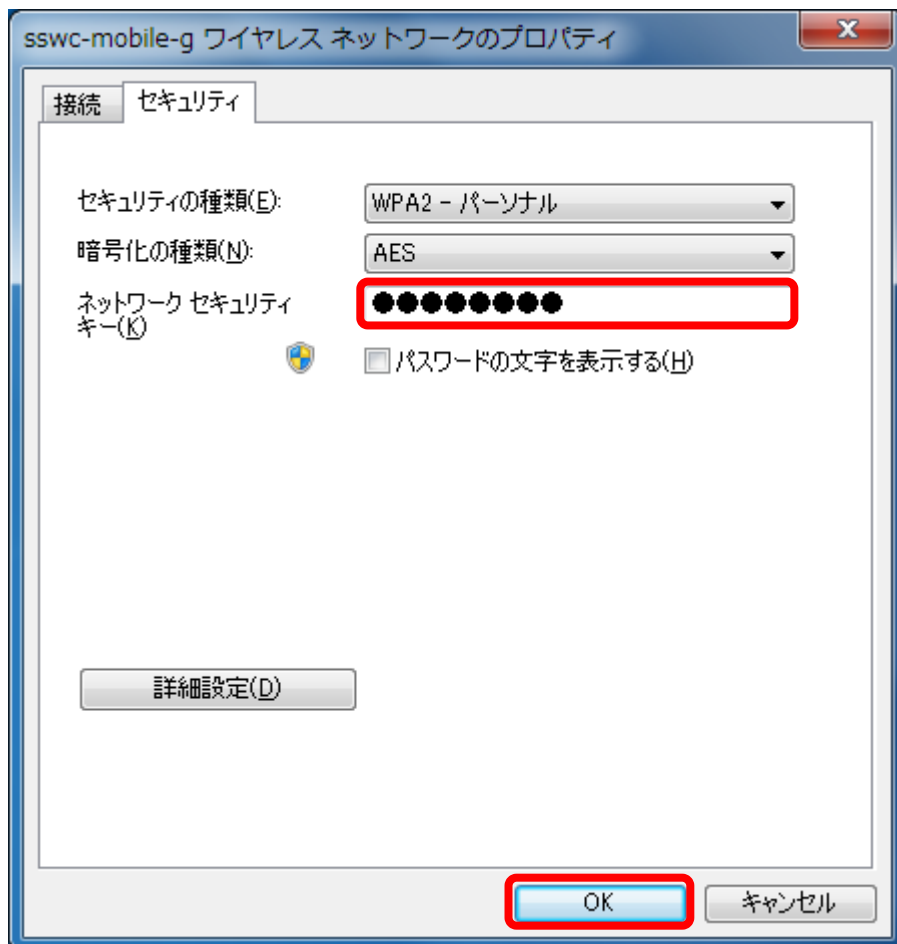 sswc-mobile-g ワイヤレス ネットワークのプロパティ
接続 セキュリティ
セキュリティの種類(E): WPA2 - パーソナル
暗号化の種類(N): AES
ネットワーク セキュリティ ●●●●●●●●
キー(K)
パスワードの文字を表示する(H)
詳細設定(D)
OK キャンセル